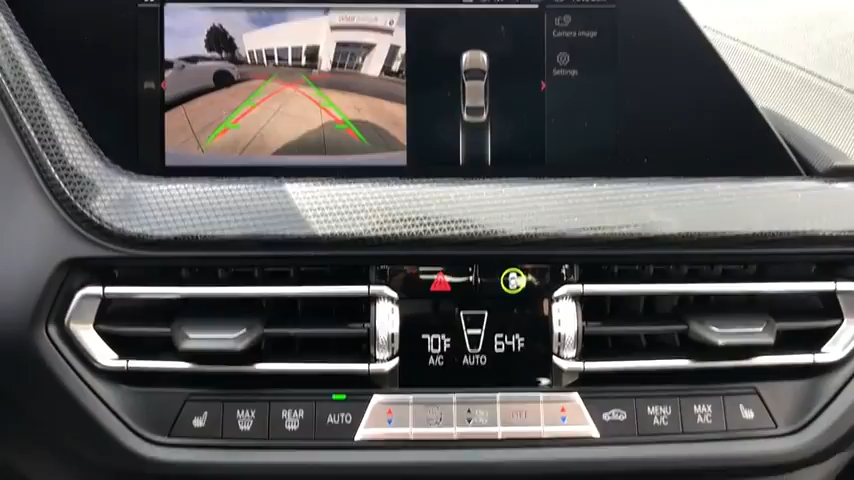 Camera image
Settings
70°F
64°F
A/C
AUTO
MAX
REAR
AUTO
OFF
MENU
A/C
MAX
A/C